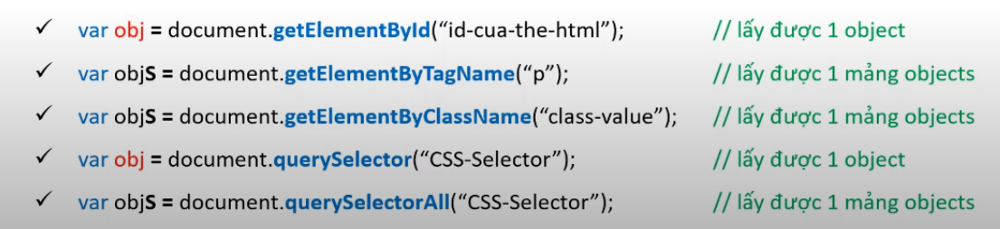 ✓ var obj = document.getElementById(“id-cua-the-html”); // lấy được 1 object
✓ var objS = document.getElementByTagName(“p”); // lấy được 1 mảng objects
✓ var objS = document.getElementByClassName(“class-value”); // lấy được 1 mảng objects
✓ var obj = document.querySelector(“CSS-Selector”); // lấy được 1 object
✓ var objS = document.querySelectorAll(“CSS-Selector”); // lấy được 1 mảng objects